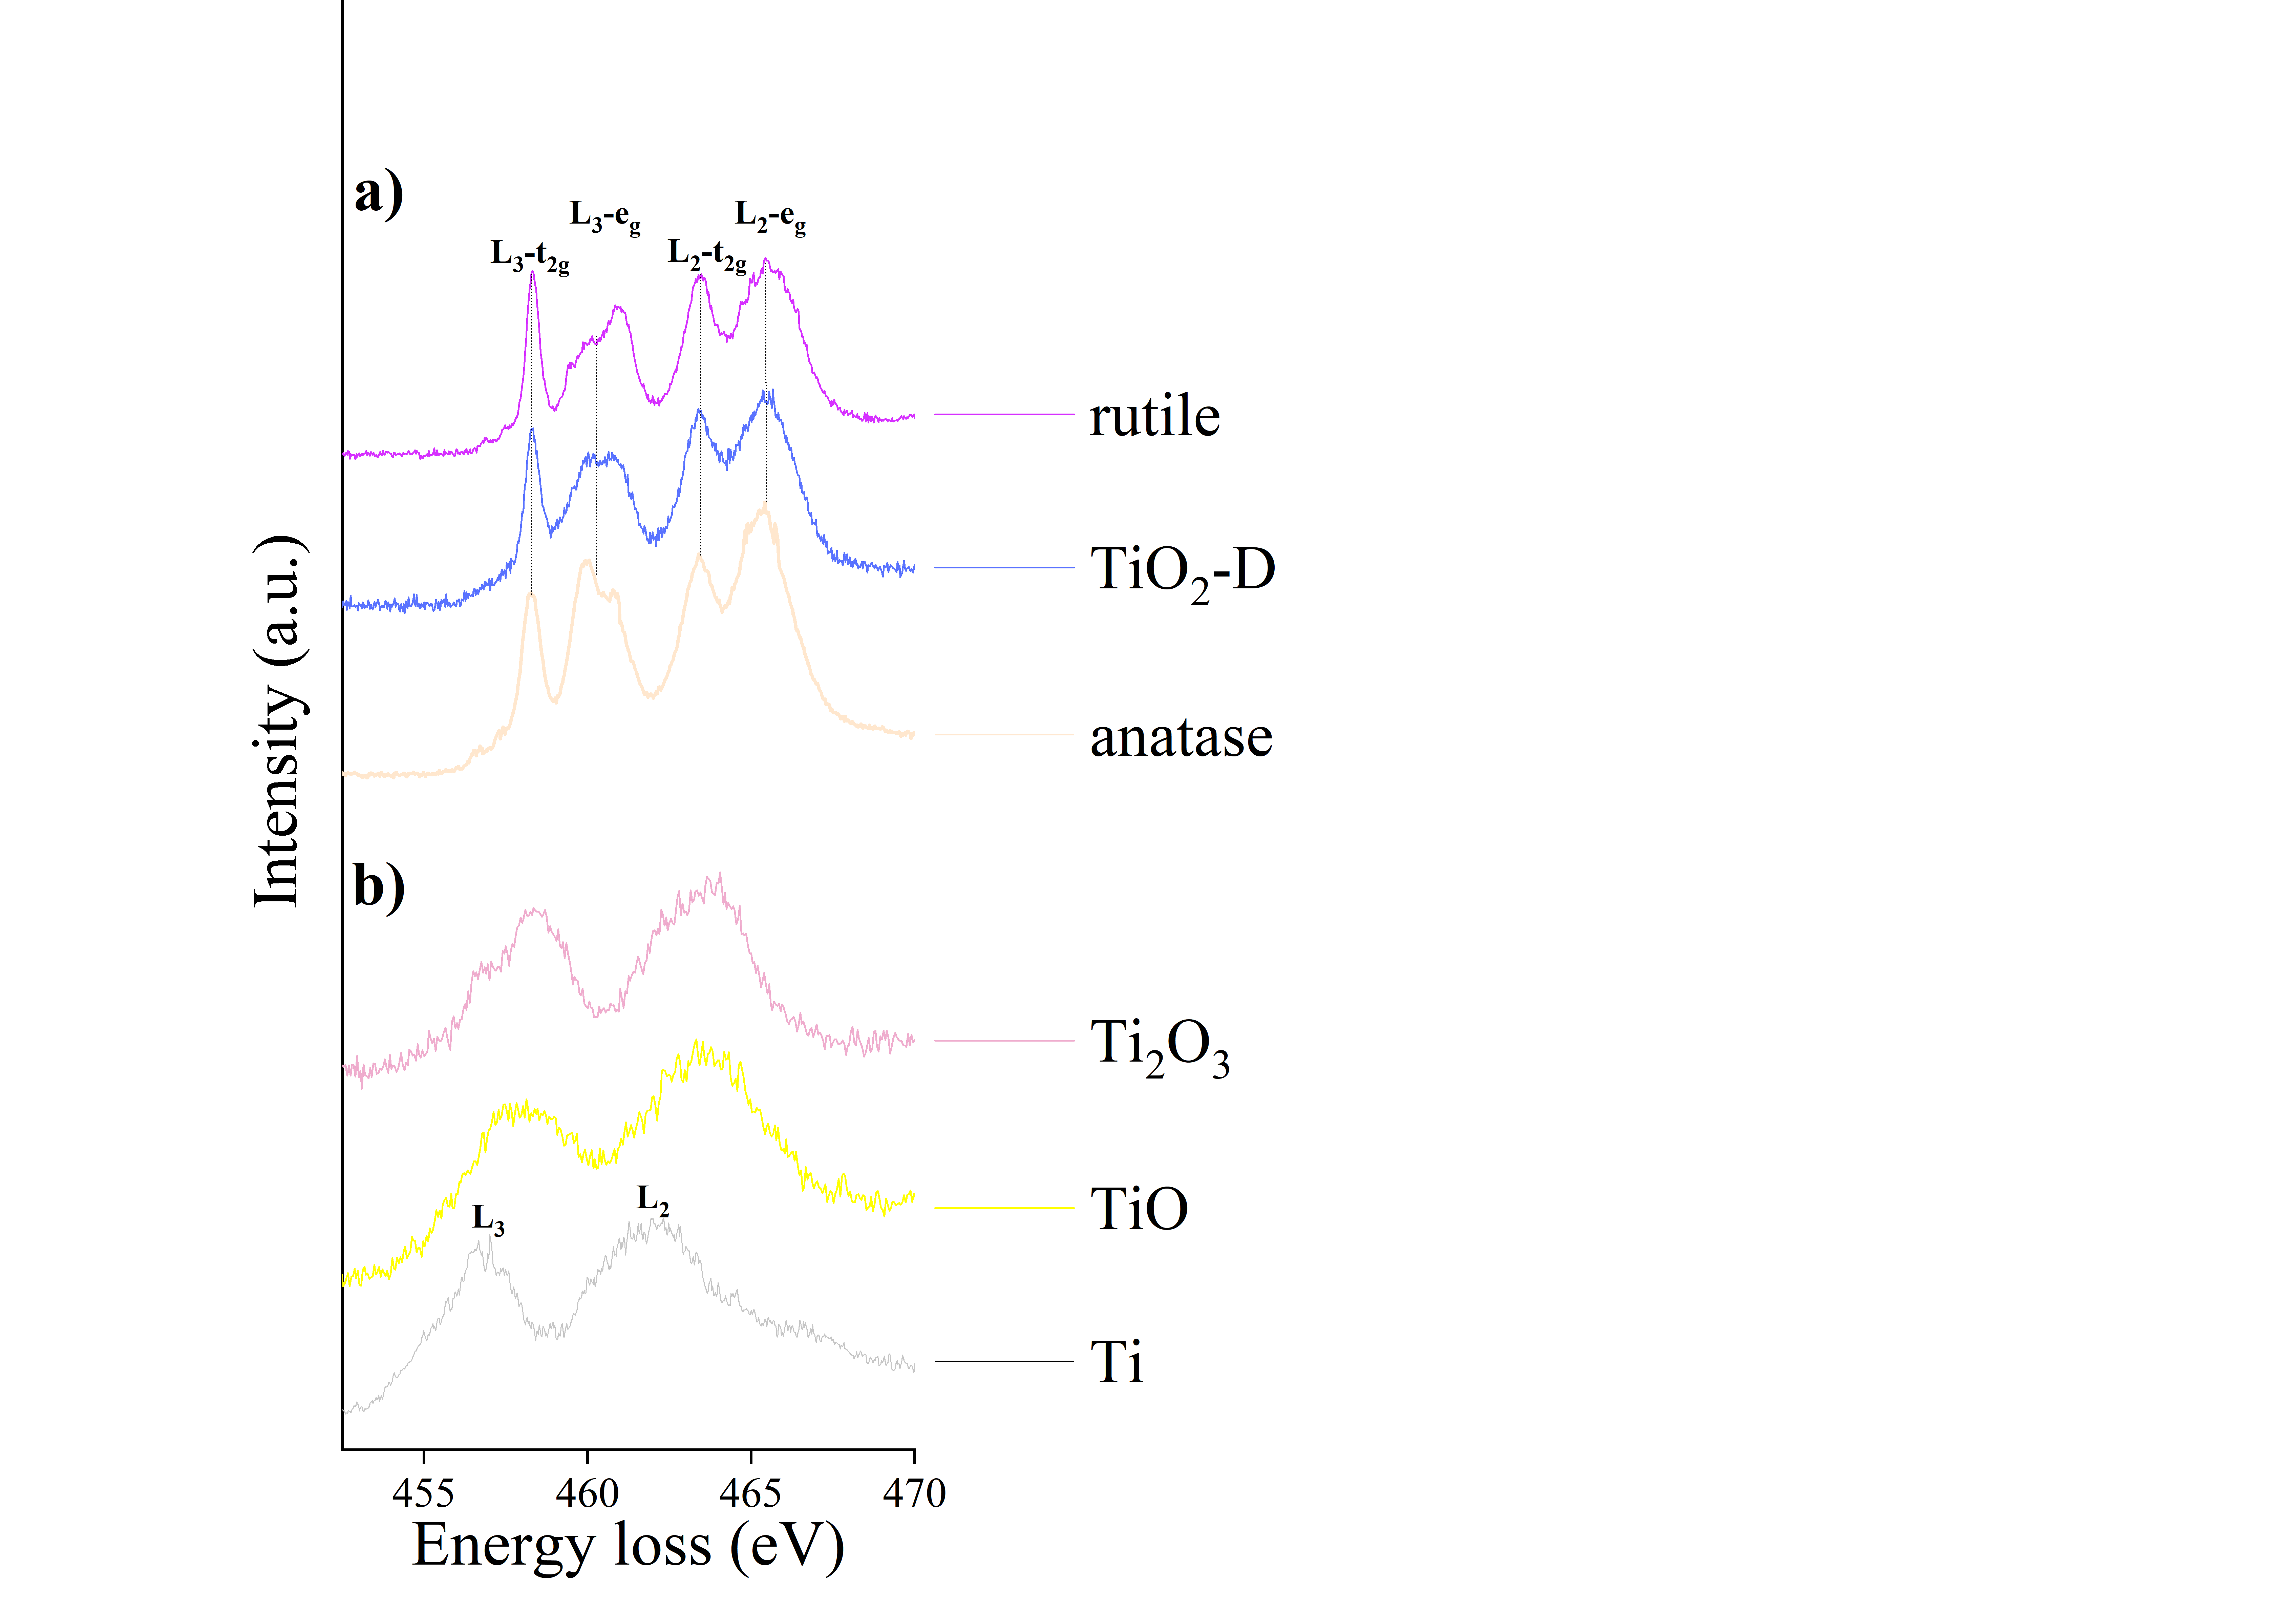 a)
L3-t2g
L3-eg
L2-t2g
L2-eg
rutile
TiO2-D
anatase
Intensity (a.u.)
b)
Ti2O3
TiO
L3
L2
Ti
455 460 465 470
Energy loss (eV)